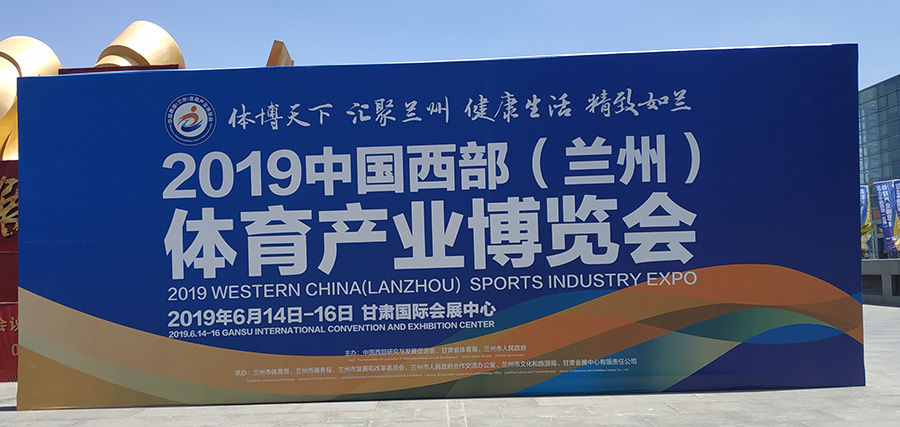 体博天下 汇聚兰州 健康生活 精致如兰
2019中国西部（兰州）
体育产业博览会
2019 WESTERN CHINA(LANZHOU) SPORTS INDUSTRY EXPO
2019年6月14日-16日 甘肃国际会展中心
2019.6.14-16 GANSU INTERNATIONAL CONVENTION AND EXHIBITION CENTER
主办：中国西部研究与发展促进会、甘肃省体育局、兰州市人民政府
承办：兰州市体育局、兰州市商务局、兰州市发展和改革委员会、兰州市人民政府合作交流办公室、兰州市文化和旅游局、甘肃会展中心有限责任公司